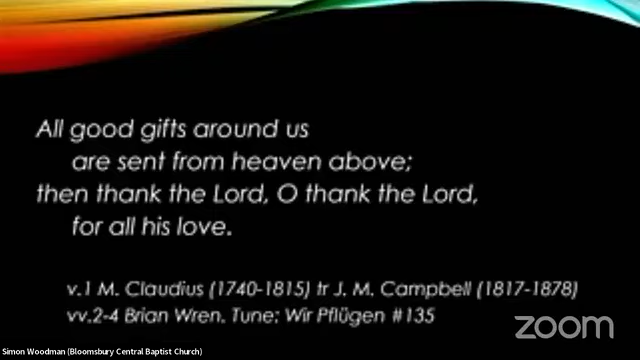 All good gifts around us
are sent from heaven above;
then thank the Lord, O thank the Lord,
for all his love.
v.1 M. Claudius (1740-1815) tr J. M. Campbell (1817-1878)
vv.2-4 Brian Wren. Tune: Wir Pflügen #135
zoom
Simon Woodman (Bloomsbury Central Baptist Church)